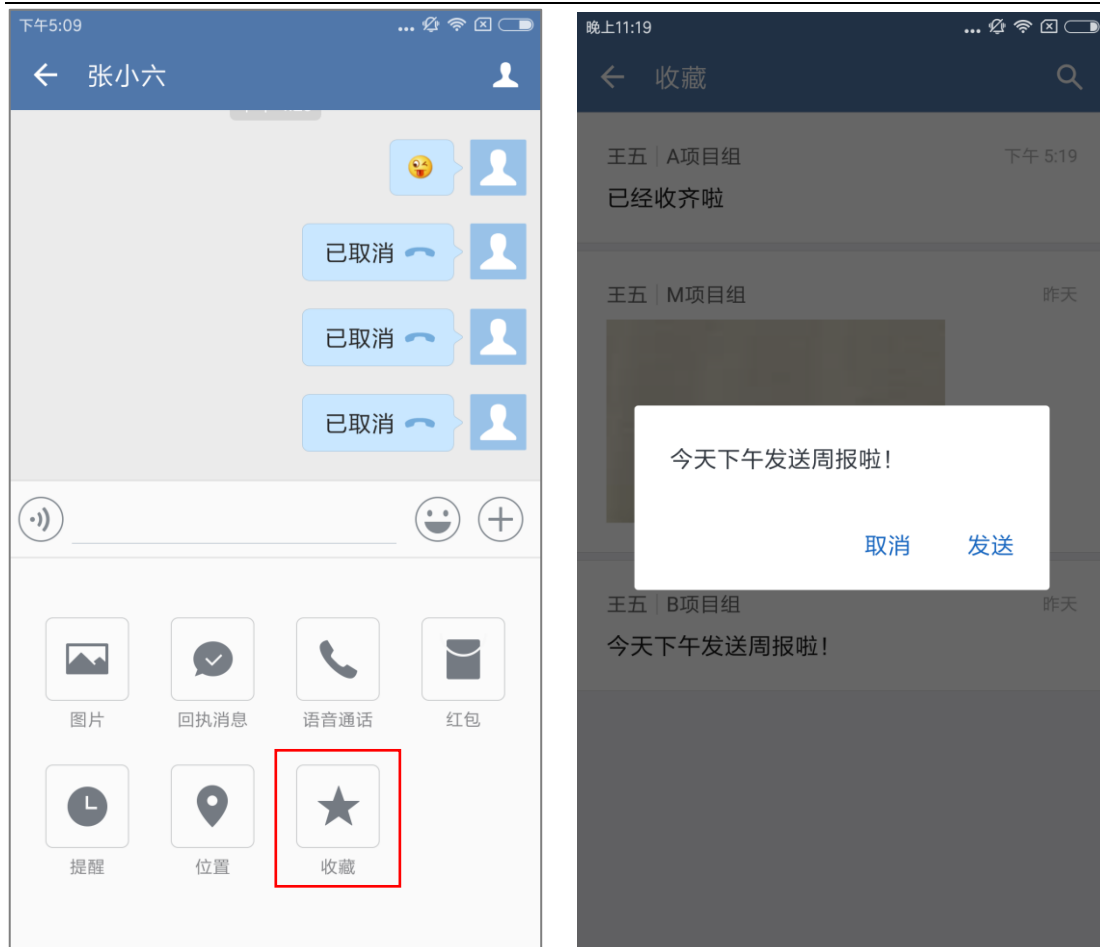 下午5:09
张小六
已取消
已取消
已取消
图片
回执消息
语音通话
红包
提醒
位置
收藏
晚上11:19
收藏
王五 A项目组
下午 5:19
已经收齐啦
王五 M项目组
昨天
今天下午发送周报啦!
取消
发送
王五 B项目组
昨天
今天下午发送周报啦!